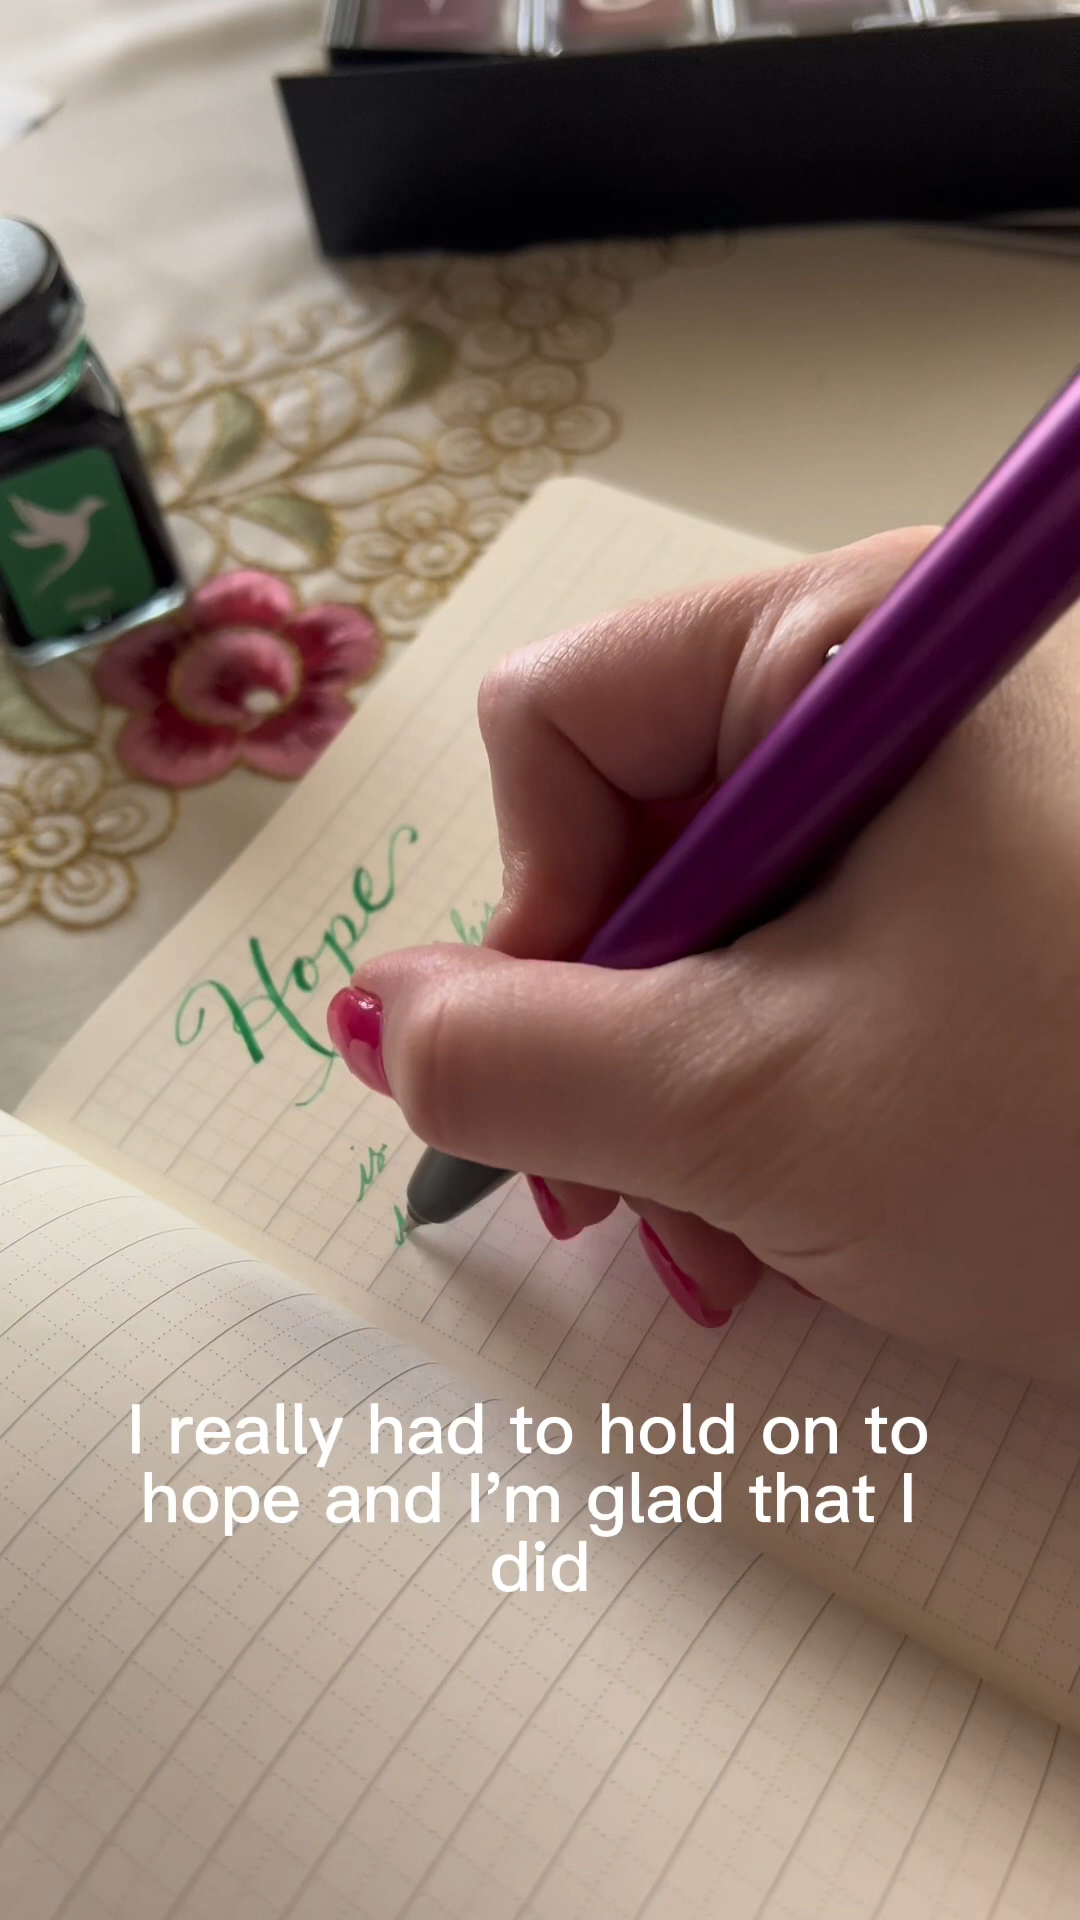 Hope
is
I really had to hold on to
hope and I’m glad that I
did